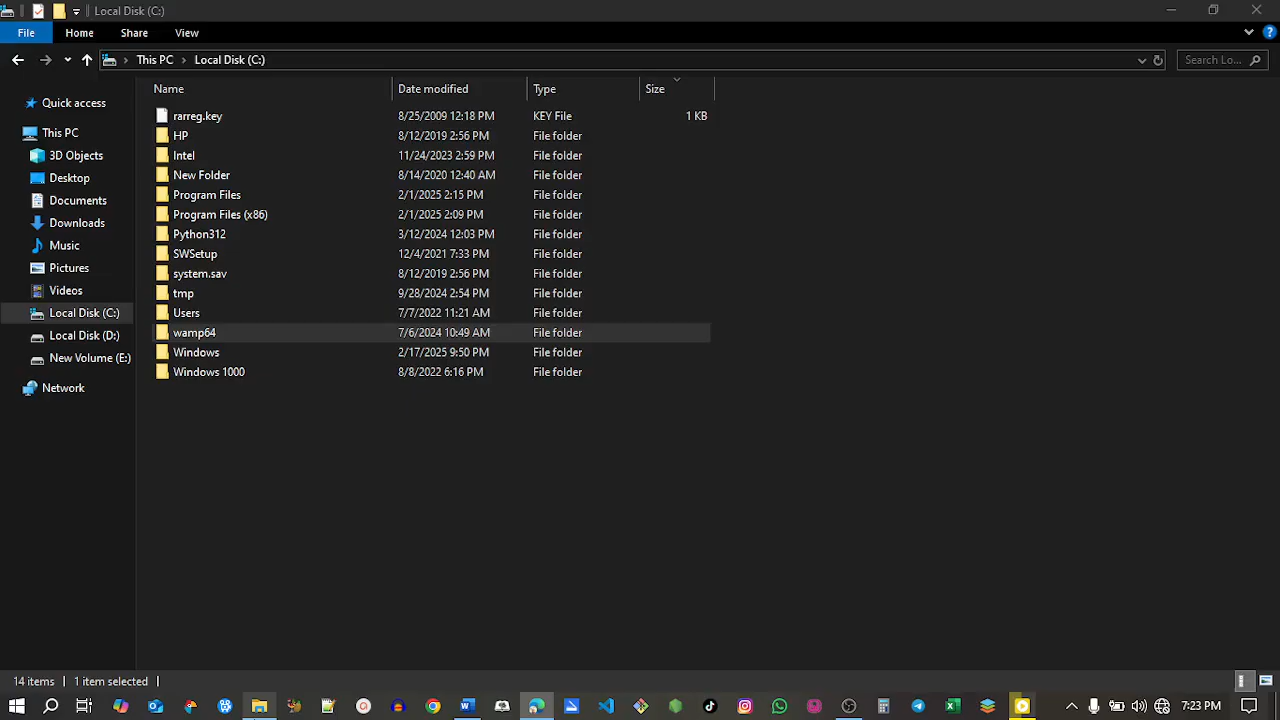 Local Disk (C:)
File Home Share View
This PC Local Disk (C:) Search Lo...
Name Date modified Type Size
Quick access
This PC
3D Objects
Desktop
Documents
Downloads
Music
Pictures
Videos
Local Disk (C:)
Local Disk (D:)
New Volume (E:)
Network
rarreg.key 8/25/2009 12:18 PM KEY File 1 KB
HP 8/12/2019 2:56 PM File folder
Intel 11/24/2023 2:59 PM File folder
New Folder 8/14/2020 12:40 AM File folder
Program Files 2/1/2025 2:15 PM File folder
Program Files (x86) 2/1/2025 2:09 PM File folder
Python312 3/12/2024 12:03 PM File folder
SWSetup 12/4/2021 7:33 PM File folder
system.sav 8/12/2019 2:56 PM File folder
tmp 9/28/2024 2:54 PM File folder
Users 7/7/2022 11:21 AM File folder
wamp64 7/6/2024 10:49 AM File folder
Windows 2/17/2025 9:50 PM File folder
Windows 1000 8/8/2022 6:16 PM File folder
14 items 1 item selected
7:23 PM